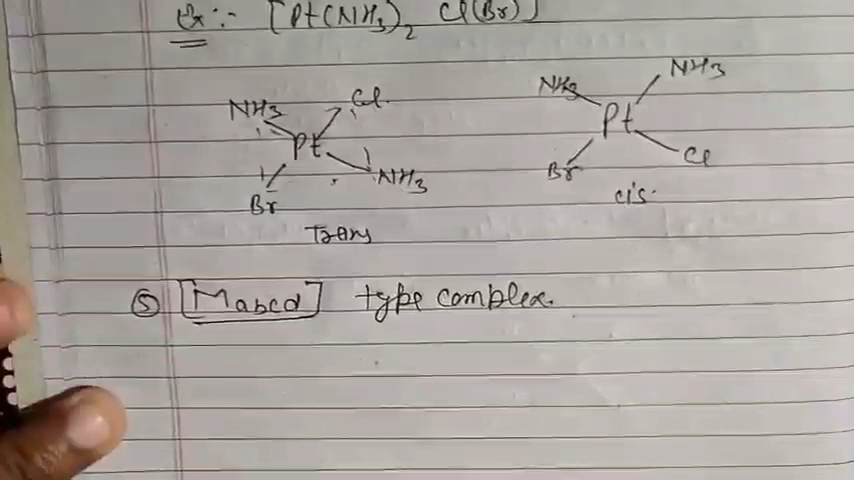 Ex:- [Pt(NH3)2 Cl(Br)]
NH3 Cl
Pt
Br NH3
Trans
NH3 NH3
Pt
Br Cl
cis
⑤ [Mabcd] type complex.